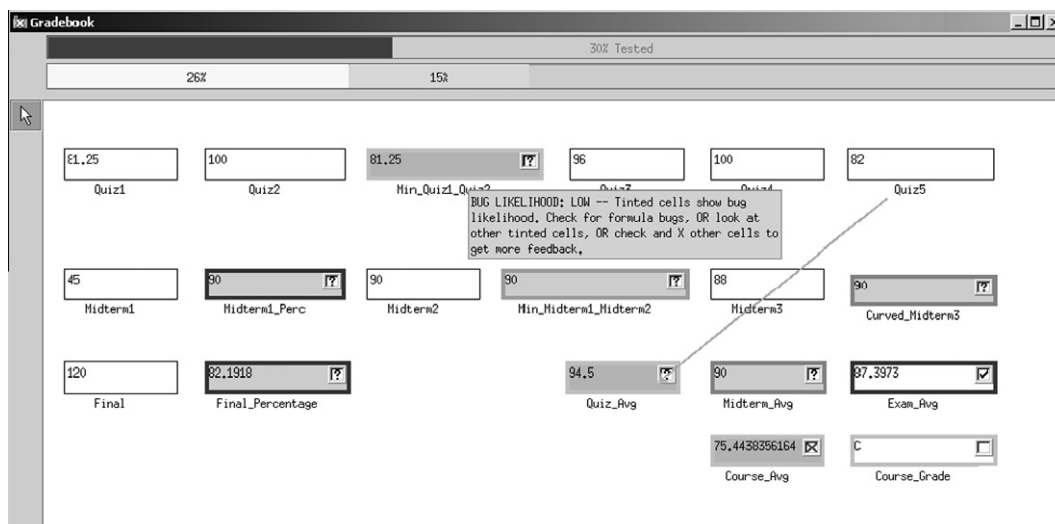 Gradebook
30% Tested
26% 15%
81.25 100 81.25 ? 96 100 82
Quiz1 Quiz2 Min_Quiz1_Quiz2 Quiz3 Quiz4 Quiz5
BUG LIKELIHOOD: LOW -- Tinted cells show bug
likelihood. Check for formula bugs, OR look at
other tinted cells, OR check and X other cells to
get more feedback.
45 90 ? 90 90 ? 88 90 ?
Midterm1 Midterm1_Perc Midterm2 Min_Midterm1_Midterm2 Midterm3 Curved_Midterm3
120 82.1918 ? 94.5 ? 90 ? 87.3973
Final Final_Percentage Quiz_Avg Midterm_Avg Exam_Avg
75.4438356164 C
Course_Avg Course_Grade